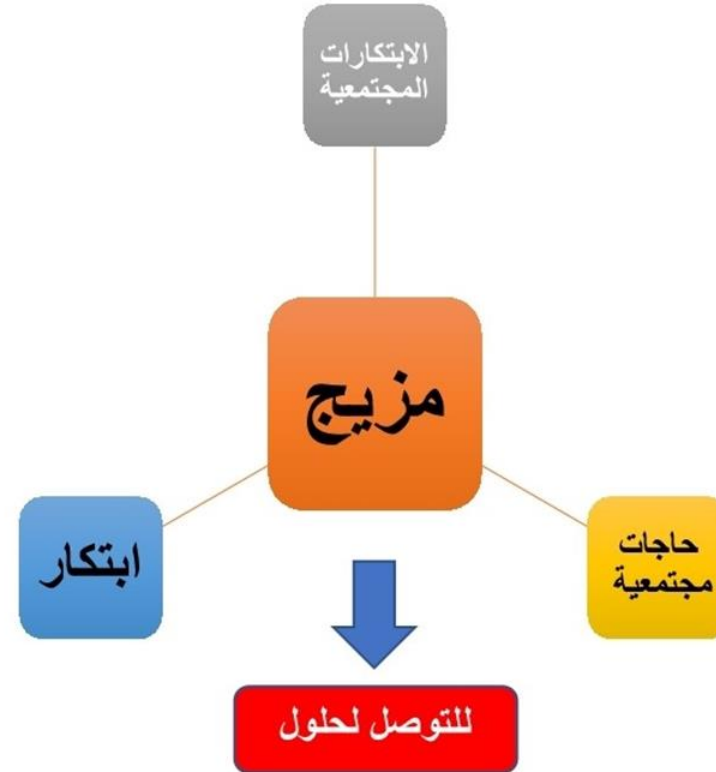 الابتكارات
المجتمعية
مزيج
حاجات
مجتمعية
ابتكار
للتوصل لحلول